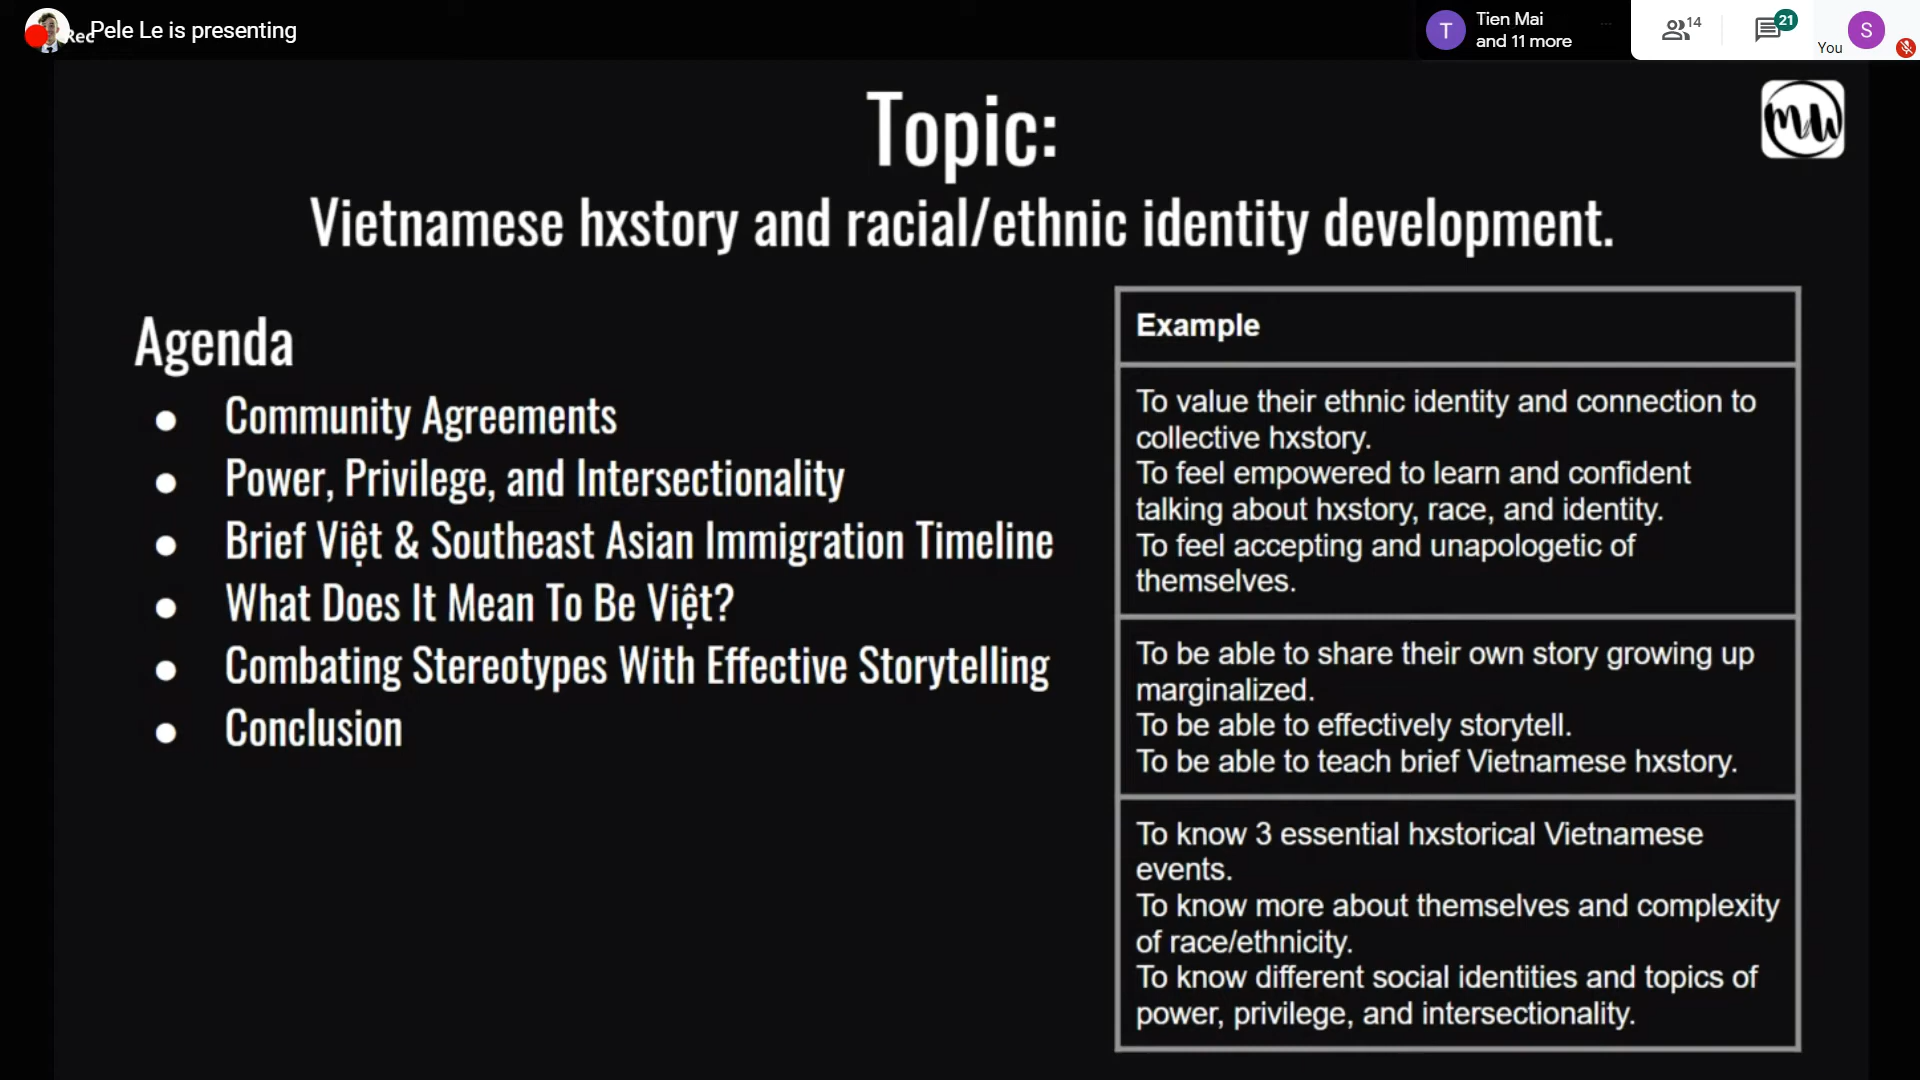 Rec
Pele Le is presenting
T
Tien Mai
and 11 more
14
21
You
S
Topic:
Vietnamese hxstory and racial/ethnic identity development.
Agenda
● Community Agreements
● Power, Privilege, and Intersectionality
● Brief Việt & Southeast Asian Immigration Timeline
● What Does It Mean To Be Việt?
● Combating Stereotypes With Effective Storytelling
● Conclusion
Example
To value their ethnic identity and connection to
collective hxstory.
To feel empowered to learn and confident
talking about hxstory, race, and identity.
To feel accepting and unapologetic of
themselves.
To be able to share their own story growing up
marginalized.
To be able to effectively storytell.
To be able to teach brief Vietnamese hxstory.
To know 3 essential hxstorical Vietnamese
events.
To know more about themselves and complexity
of race/ethnicity.
To know different social identities and topics of
power, privilege, and intersectionality.